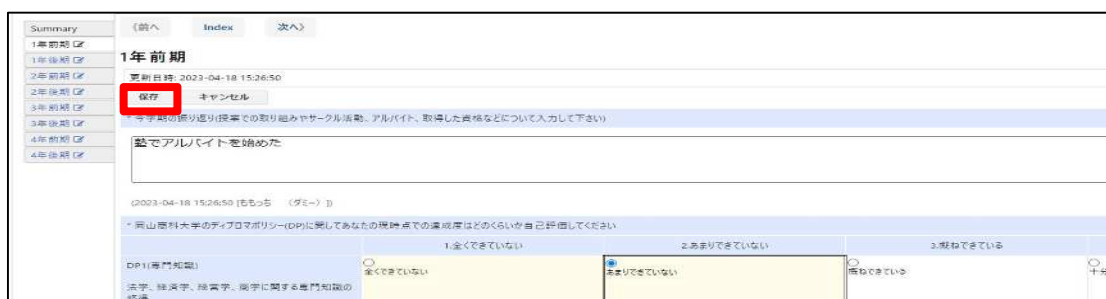 Summary
1年前期
1年後期
2年前期
2年後期
3年前期
3年後期
4年前期
4年後期
《前へ Index 次へ》
1年前期
更新日時: 2023-04-18 15:26:50
保存 キャンセル
* 今学期の振り返り(授業での取り組みやサークル活動、アルバイト、取得した資格などについて入力して下さい)
塾でアルバイトを始めた
(2023-04-18 15:26:50 [ももっち （ダミー） ])
* 岡山商科大学のディプロマポリシー(DP)に関してあなたの現時点での達成度はどのくらいか自己評価してください
1.全くできていない 2.あまりできていない 3.概ねできている
DP1(専門知識)
法学、経済学、経営学、商学に関する専門知識の
修得
全くできていない あまりできていない 概ねできている 十分